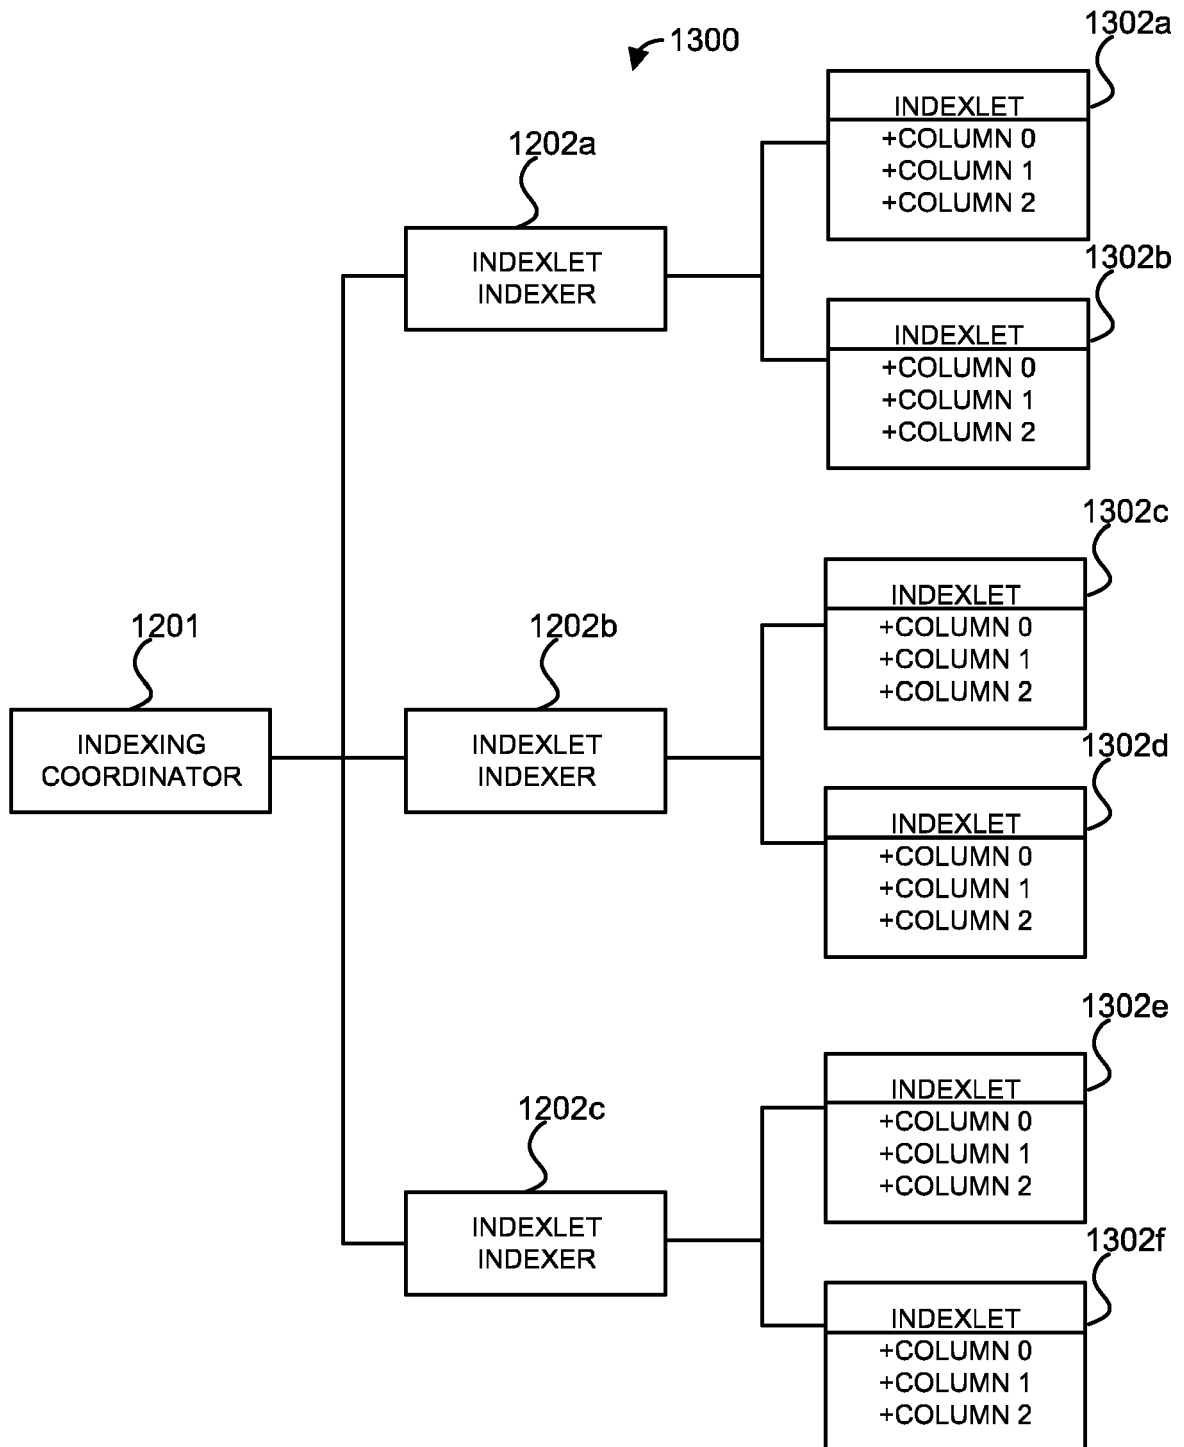 1300
1302a
INDEXLET
+COLUMN 0
+COLUMN 1
+COLUMN 2
1202a
INDEXLET
INDEXER
1302b
INDEXLET
+COLUMN 0
+COLUMN 1
+COLUMN 2
1302c
INDEXLET
+COLUMN 0
+COLUMN 1
+COLUMN 2
1201
INDEXING
COORDINATOR
1202b
INDEXLET
INDEXER
1302d
INDEXLET
+COLUMN 0
+COLUMN 1
+COLUMN 2
1302e
INDEXLET
+COLUMN 0
+COLUMN 1
+COLUMN 2
1202c
INDEXLET
INDEXER
1302f
INDEXLET
+COLUMN 0
+COLUMN 1
+COLUMN 2